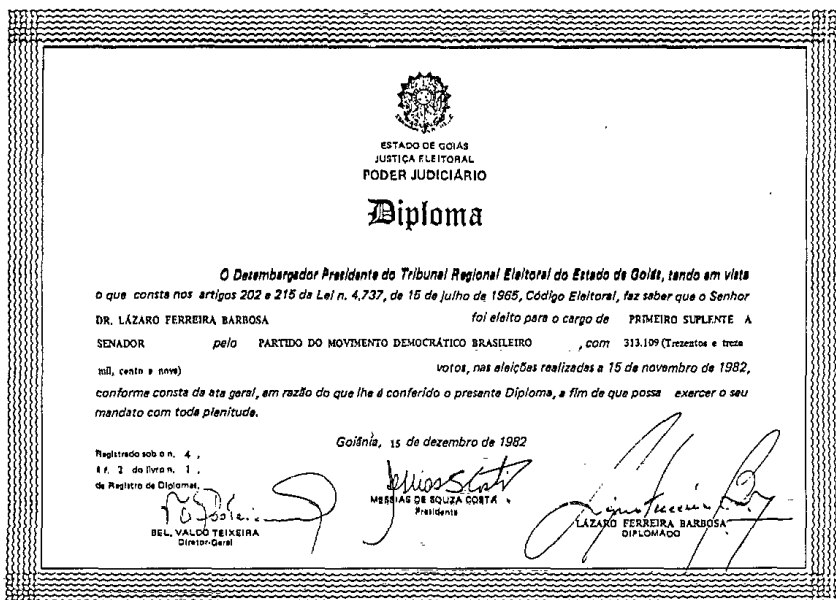 ESTADO DE GOIÁS
JUSTIÇA ELEITORAL
PODER JUDICIÁRIO
Diploma
O Desembargador Presidente do Tribunal Regional Eleitoral do Estado de Goiás, tendo em vista
o que consta nos artigos 202 e 215 da Lei n. 4,737, de 15 de julho de 1965, Código Eleitoral, faz saber que o Senhor
DR. LÁZARO FERREIRA BARBOSA foi eleito para o cargo de PRIMEIRO SUPLENTE A
SENADOR pelo PARTIDO DO MOVIMENTO DEMOCRÁTICO BRASILEIRO , com 313.109 (Trezentos e treze
mil, cento e nove) votos, nas eleições realizadas a 15 de novembro de 1982,
conforme consta da ata geral, em razão do que lhe é conferido o presente Diploma, a fim de que possa exercer o seu
mandato com toda plenitude.
Goiânia, 15 de dezembro de 1982
Registrado sob o n. 4 ,
à f. 2 do livro n. 1 ,
de Registro de Diplomas.
BEL. VALDO TEIXEIRA
Diretor-Geral
MESSIAS DE SOUZA COSTA
Presidente
LÁZARO FERREIRA BARBOSA
DIPLOMADO